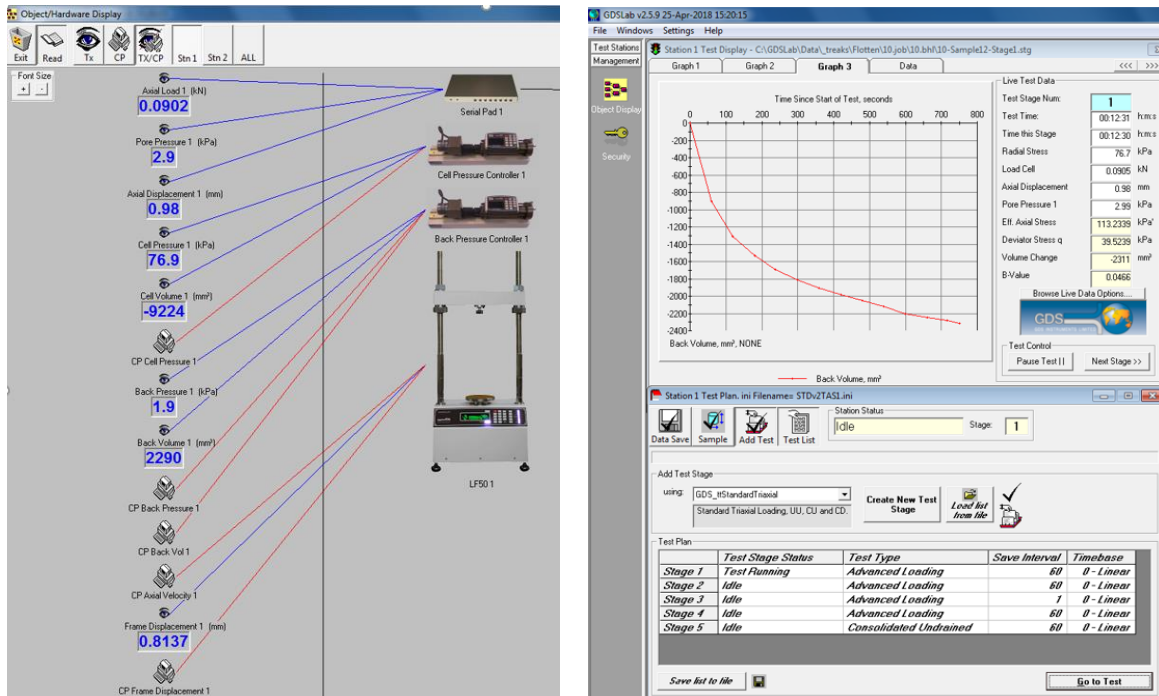 Object/Hardware Display
Exit Read Tx CP TX/CP Stn 1 Stn 2 ALL
Font Size
+ -
Axial Load 1 (kN)
0.0902
Pore Pressure 1 (kPa)
2.9
Axial Displacement 1 (mm)
0.98
Cell Pressure 1 (kPa)
76.9
Cell Volume 1 (mm³)
-9224
CP Cell Pressure 1
Back Pressure 1 (kPa)
1.9
Back Volume 1 (mm³)
2290
CP Back Pressure 1
CP Back Vol 1
CP Axial Velocity 1
Frame Displacement 1 (mm)
0.8137
CP Frame Displacement 1
Serial Pad 1
Cell Pressure Controller 1
Back Pressure Controller 1
LF50 1
GDSLab v2.5.9 25-Apr-2018 15:20:15
File Windows Settings Help
Test Stations
Management
Object Display
Security
Station 1 Test Display - C:\GDSLab\Data\_treaks\Flotten\10.job\10.bhl\10-Sample12-Stage1.stg
Graph 1 Graph 2 Graph 3 Data <<< >>>
Time Since Start of Test, seconds
0 100 200 300 400 500 600 700 800
0
-200
-400
-600
-800
-1000
-1200
-1400
-1600
-1800
-2000
-2200
-2400
Back Volume, mm³, NONE
Back Volume, mm³
Live Test Data
Test Stage Num: 1
Test Time: 00:12:31 h:m:s
Time this Stage 00:12:30 h:m:s
Radial Stress 76.7 kPa
Load Cell 0.0905 kN
Axial Displacement 0.98 mm
Pore Pressure 1 2.99 kPa
Eff. Axial Stress 113.2339 kPa'
Deviator Stress q 39.5239 kPa
Volume Change -2311 mm³
B-Value 0.0466
Browse Live Data Options...
GDS
GDS INSTRUMENTS LIMITED
Test Control
Pause Test || Next Stage >>
Station 1 Test Plan. ini Filename= STDv2TAS1.ini
Data Save Sample Add Test Test List
Station Status
Idle Stage: 1
Add Test Stage
using: GDS_ttStandardTriaxial
Standard Triaxial Loading, UU, CU and CD.
Create New Test Stage
Load list from file
Test Plan
Test Stage Status Test Type Save Interval Timebase
Stage 1 Test Running Advanced Loading 60 0 - Linear
Stage 2 Idle Advanced Loading 60 0 - Linear
Stage 3 Idle Advanced Loading 1 0 - Linear
Stage 4 Idle Advanced Loading 60 0 - Linear
Stage 5 Idle Consolidated Undrained 60 0 - Linear
Save list to file Go to Test